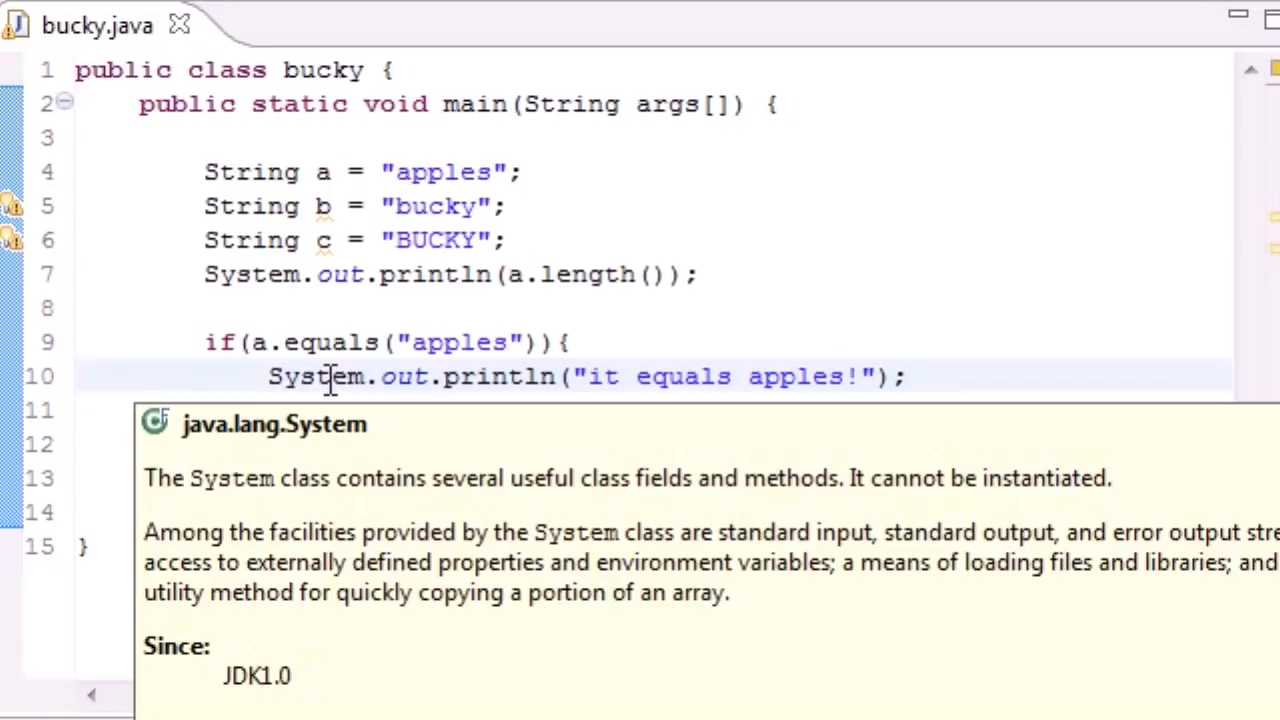 bucky.java
1 public class bucky {
2 public static void main(String args[]) {
3
4 String a = "apples";
5 String b = "bucky";
6 String c = "BUCKY";
7 System.out.println(a.length());
8
9 if(a.equals("apples")){
10 System.out.println("it equals apples!");
11
12
13
14
15 }
java.lang.System
The System class contains several useful class fields and methods. It cannot be instantiated.
Among the facilities provided by the System class are standard input, standard output, and error output
access to externally defined properties and environment variables; a means of loading files and libraries; and
utility method for quickly copying a portion of an array.
Since:
JDK1.0